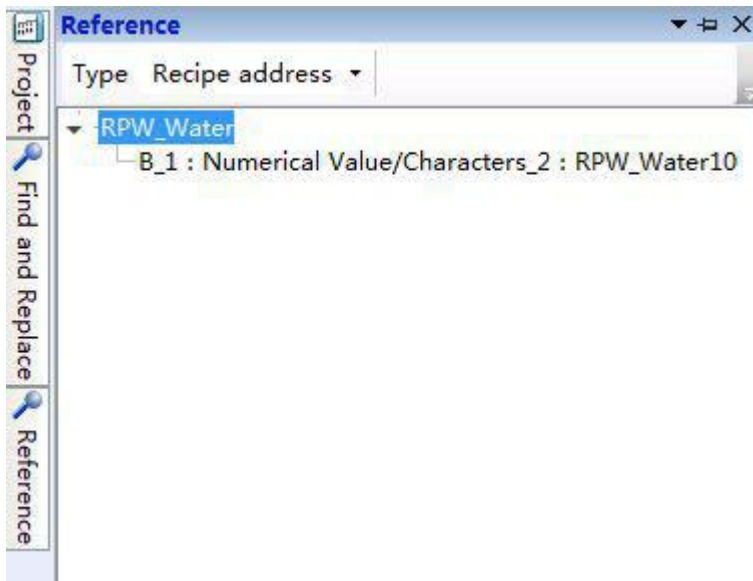 Reference
Type Recipe address
RPW_Water
B_1 : Numerical Value/Characters_2 : RPW_Water10
Project
Find and Replace
Reference